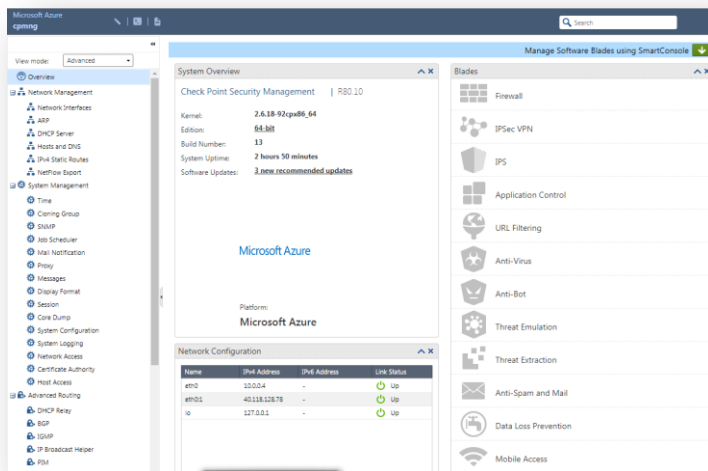 Microsoft Azure
cpmng
Search
Manage Software Blades using SmartConsole
View mode: Advanced
Overview
Network Management
Network Interfaces
ARP
DHCP Server
Hosts and DNS
IPv4 Static Routes
NetFlow Export
System Management
Time
Cloning Group
SNMP
Job Scheduler
Mail Notification
Proxy
Messages
Display Format
Session
Core Dump
System Configuration
System Logging
Network Access
Certificate Authority
Host Access
Advanced Routing
DHCP Relay
BGP
IGMP
IP Broadcast Helper
PIM
System Overview
Check Point Security Management | R80.10
Kernel: 2.6.18-92cpx86_64
Edition: 64-bit
Build Number: 13
System Uptime: 2 hours 50 minutes
Software Updates: 3 new recommended updates
Microsoft Azure
Platform:
Microsoft Azure
Network Configuration
Name IPv4 Address IPv6 Address Link Status
eth0 10.0.0.4 - Up
eth0:1 40.118.128.78 - Up
lo 127.0.0.1 - Up
Blades
Firewall
IPSec VPN
IPS
Application Control
URL Filtering
Anti-Virus
Anti-Bot
Threat Emulation
Threat Extraction
Anti-Spam and Mail
Data Loss Prevention
Mobile Access